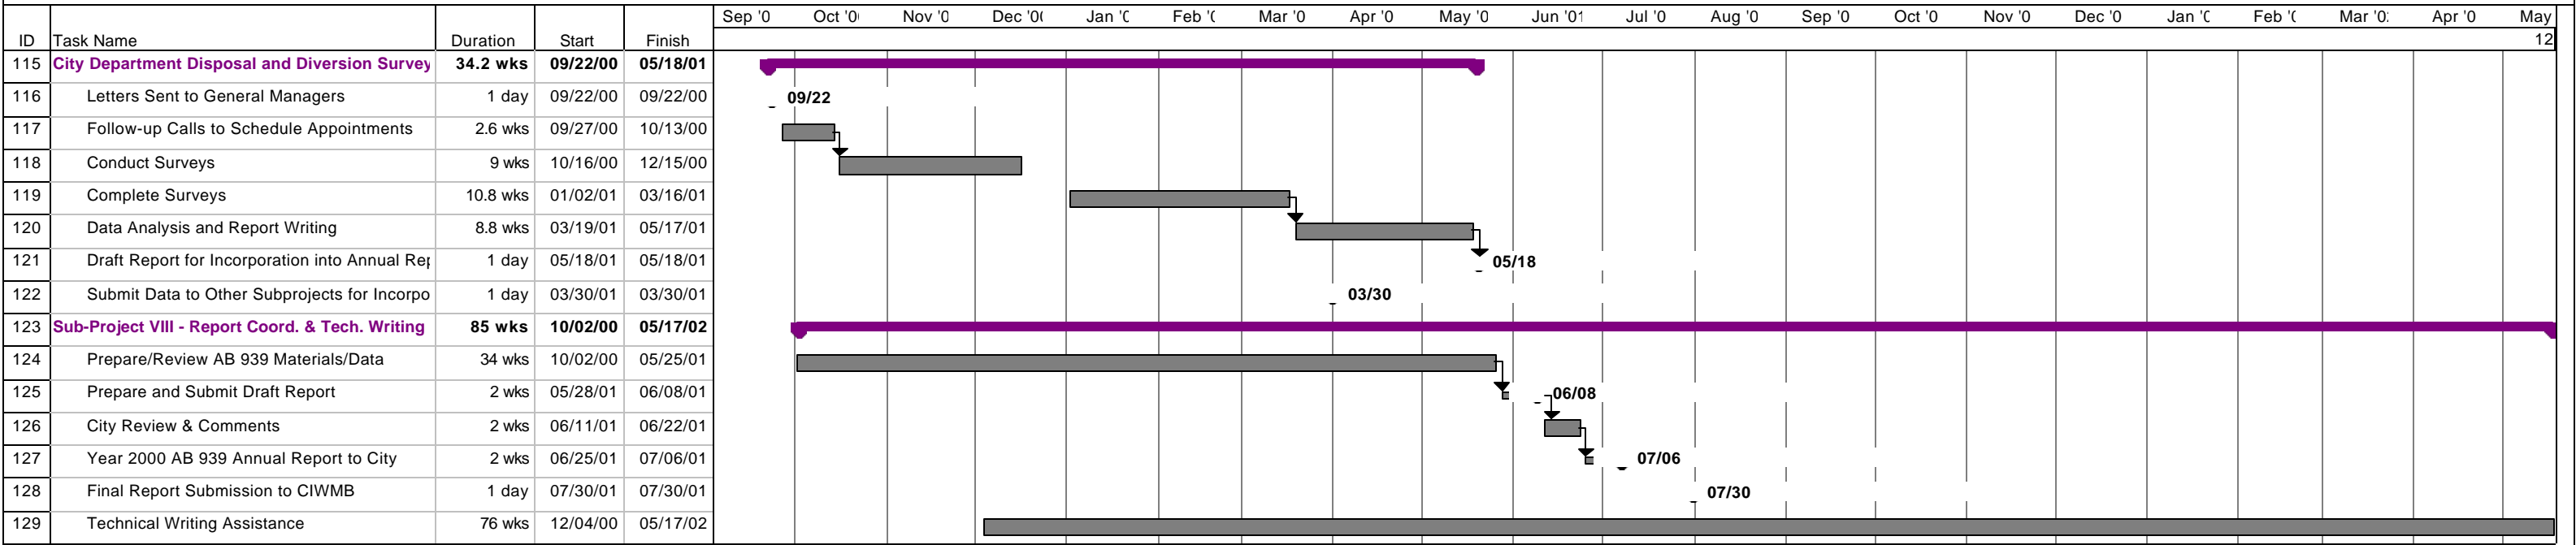 Sep '0 Oct '0 Nov '0 Dec '0 Jan '0 Feb '0 Mar '0 Apr '0 May '0 Jun '01 Jul '0 Aug '0 Sep '0 Oct '0 Nov '0 Dec '0 Jan '0 Feb '0 Mar '0 Apr '0 May
ID Task Name Duration Start Finish 12
115 City Department Disposal and Diversion Survey 34.2 wks 09/22/00 05/18/01
116 Letters Sent to General Managers 1 day 09/22/00 09/22/00 09/22
117 Follow-up Calls to Schedule Appointments 2.6 wks 09/27/00 10/13/00
118 Conduct Surveys 9 wks 10/16/00 12/15/00
119 Complete Surveys 10.8 wks 01/02/01 03/16/01
120 Data Analysis and Report Writing 8.8 wks 03/19/01 05/17/01
121 Draft Report for Incorporation into Annual Rep 1 day 05/18/01 05/18/01 05/18
122 Submit Data to Other Subprojects for Incorpo 1 day 03/30/01 03/30/01 03/30
123 Sub-Project VIII - Report Coord. & Tech. Writing 85 wks 10/02/00 05/17/02
124 Prepare/Review AB 939 Materials/Data 34 wks 10/02/00 05/25/01
125 Prepare and Submit Draft Report 2 wks 05/28/01 06/08/01 06/08
126 City Review & Comments 2 wks 06/11/01 06/22/01
127 Year 2000 AB 939 Annual Report to City 2 wks 06/25/01 07/06/01 07/06
128 Final Report Submission to CIWMB 1 day 07/30/01 07/30/01 07/30
129 Technical Writing Assistance 76 wks 12/04/00 05/17/02